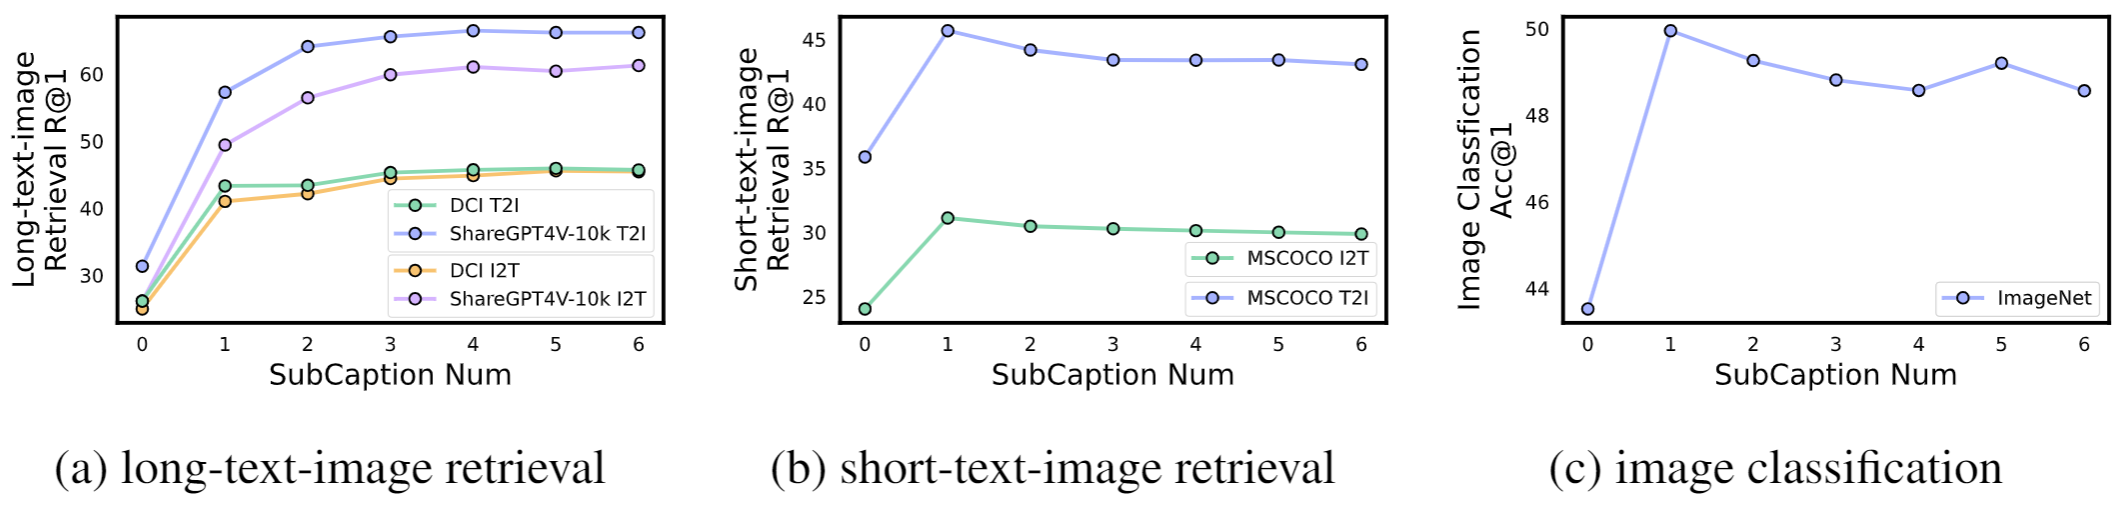 Long-text-image
Retrieval R@1
60
50
40
30
DCI T2I
ShareGPT4V-10k T2I
DCI I2T
ShareGPT4V-10k I2T
0 1 2 3 4 5 6
SubCaption Num
(a) long-text-image retrieval
Short-text-image
Retrieval R@1
45
40
35
30
25
MSCOCO I2T
MSCOCO T2I
0 1 2 3 4 5 6
SubCaption Num
(b) short-text-image retrieval
Image Classfication
Acc@1
50
48
46
44
ImageNet
0 1 2 3 4 5 6
SubCaption Num
(c) image classification